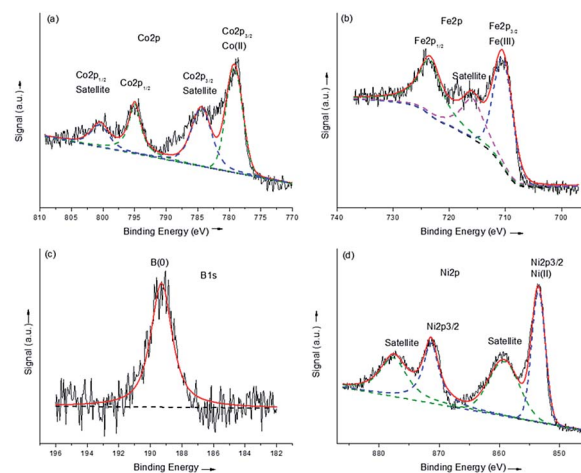 (a)
Co2p
Co2p3/2
Co(II)
Co2p1/2
Satellite
Co2p1/2
Co2p3/2
Satellite
Signal (a.u.) →
809 805 800 795 790 785 780 775 770
Binding Energy (eV) →
(b)
Fe2p
Fe2p3/2
Fe(III)
Fe2p1/2
Satellite
Signal (a.u.) →
740 730 720 710 700
Binding Energy (eV) →
(c)
B(0)
B1s
Signal (a.u.) →
196 194 192 190 188 186 184 182
Binding Energy →
(d)
Ni2p
Ni2p3/2
Ni(II)
Satellite
Ni2p3/2
Satellite
Signal (a.u.) →
880 870 860 850
Binding Energy (eV) →